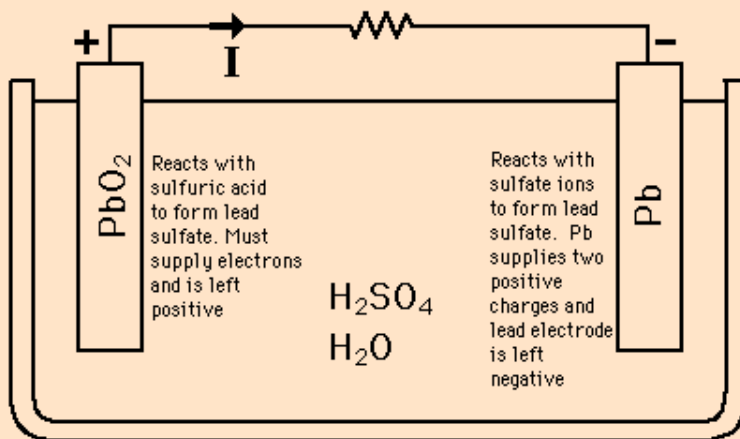 +
I
-
PbO2
Reacts with
sulfuric acid
to form lead
sulfate. Must
supply electrons
and is left
positive
H2SO4
H2O
Reacts with
sulfate ions
to form lead
sulfate. Pb
supplies two
positive
charges and
lead electrode
is left
negative
Pb